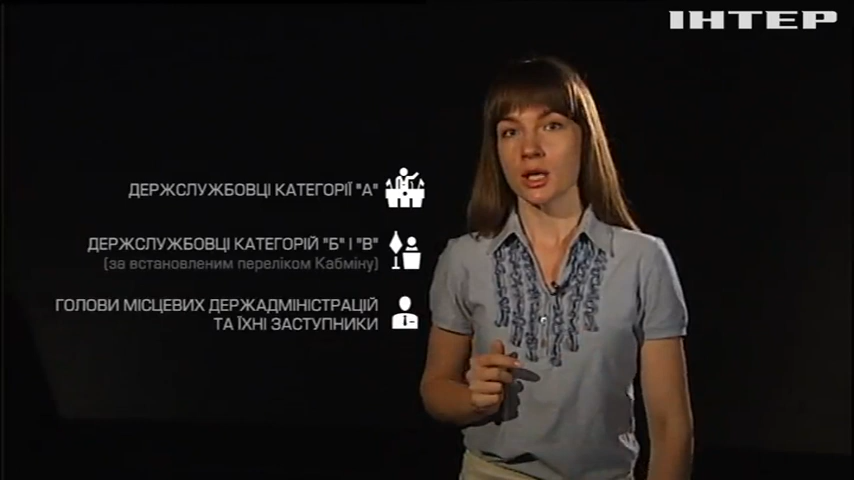 ІНТЕР
ДЕРЖСЛУЖБОВЦІ КАТЕГОРІЇ "А"
ДЕРЖСЛУЖБОВЦІ КАТЕГОРІЙ "Б" І "В"
(за встановленим переліком Кабміну)
ГОЛОВИ МІСЦЕВИХ ДЕРЖАДМІНІСТРАЦІЙ
ТА ЇХНІ ЗАСТУПНИКИ